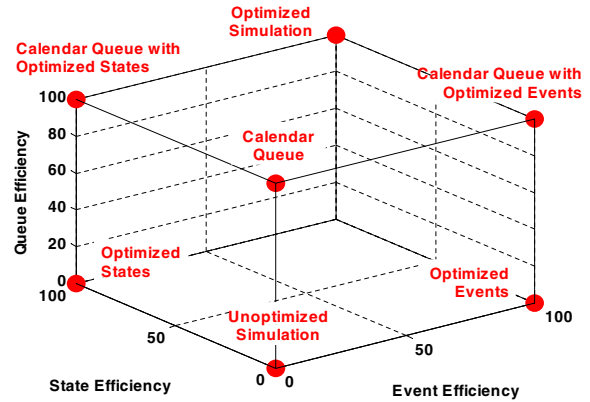 Optimized
Simulation
Calendar Queue with
Optimized States
Calendar Queue with
Optimized Events
100
80
60
40
20
0
Queue Efficiency
Calendar
Queue
Optimized
States
Optimized
Events
Unoptimized
Simulation
100
50
0
State Efficiency
0
50
100
Event Efficiency